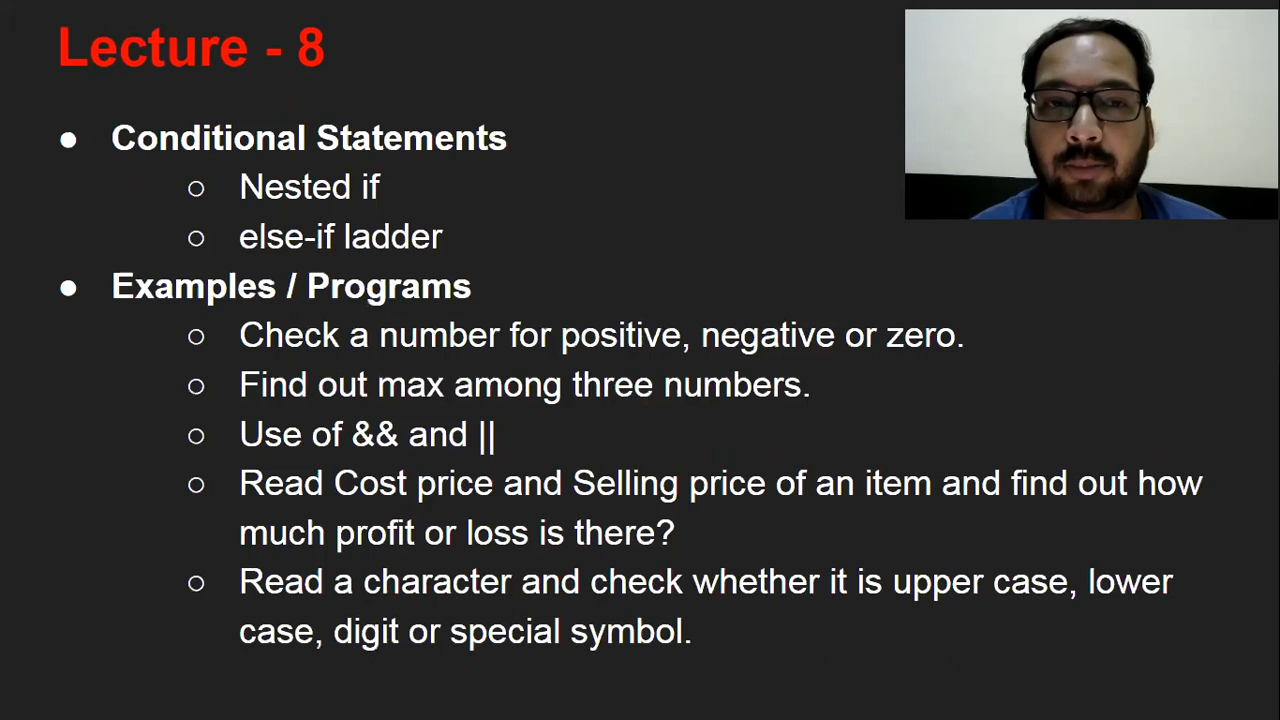 Lecture - 8
● Conditional Statements
○ Nested if
○ else-if ladder
● Examples / Programs
○ Check a number for positive, negative or zero.
○ Find out max among three numbers.
○ Use of && and ||
○ Read Cost price and Selling price of an item and find out how
much profit or loss is there?
○ Read a character and check whether it is upper case, lower
case, digit or special symbol.